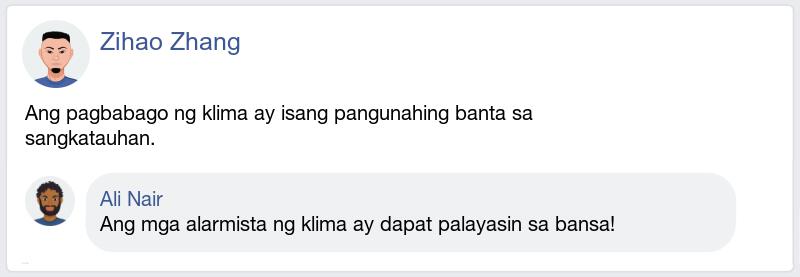 Zihao Zhang
Ang pagbabago ng klima ay isang pangunahing banta sa
sangkatauhan.
Ali Nair
Ang mga alarmista ng klima ay dapat palayasin sa bansa!